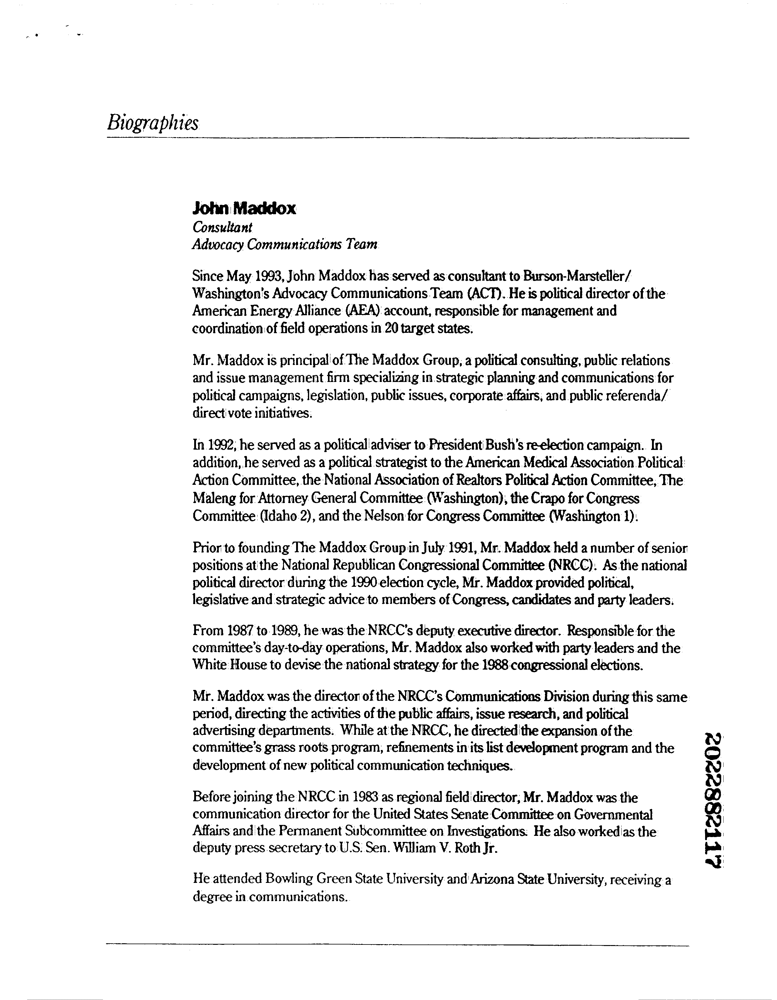 Biographies
John Maddox
Consultant
Advocacy Communications Team
Since May 1993, John Maddox has served as consultant to Burson-Marsteller/
Washington's Advocacy Communications Team (ACT). He is political director of the
American Energy Alliance (AEA) account, responsible for management and
coordination of field operations in 20 target states.
Mr. Maddox is principal of The Maddox Group, a political consulting, public relations
and issue management firm specializing in strategic planning and communications for
political campaigns, legislation, public issues, corporate affairs, and public referenda/
direct vote initiatives.
In 1992, he served as a political adviser to President Bush's re-election campaign. In
addition, he served as a political strategist to the American Medical Association Political
Action Committee, the National Association of Realtors Political Action Committee, The
Maleng for Attorney General Committee (Washington), the Crapo for Congress
Committee (Idaho 2), and the Nelson for Congress Committee (Washington 1).
Prior to founding The Maddox Group in July 1991, Mr. Maddox held a number of senior
positions at the National Republican Congressional Committee (NRCC). As the national
political director during the 1990 election cycle, Mr. Maddox provided political,
legislative and strategic advice to members of Congress, candidates and party leaders.
From 1987 to 1989, he was the NRCC's deputy executive director. Responsible for the
committee's day-to-day operations, Mr. Maddox also worked with party leaders and the
White House to devise the national strategy for the 1988 congressional elections.
Mr. Maddox was the director of the NRCC's Communications Division during this same
period, directing the activities of the public affairs, issue research, and political
advertising departments. While at the NRCC, he directed the expansion of the
committee's grass roots program, refinements in its list development program and the
development of new political communication techniques.
Before joining the NRCC in 1983 as regional field director, Mr. Maddox was the
communication director for the United States Senate Committee on Governmental
Affairs and the Permanent Subcommittee on Investigations. He also worked as the
deputy press secretary to U.S. Sen. William V. Roth Jr.
He attended Bowling Green State University and Arizona State University, receiving a
degree in communications.
2022882117